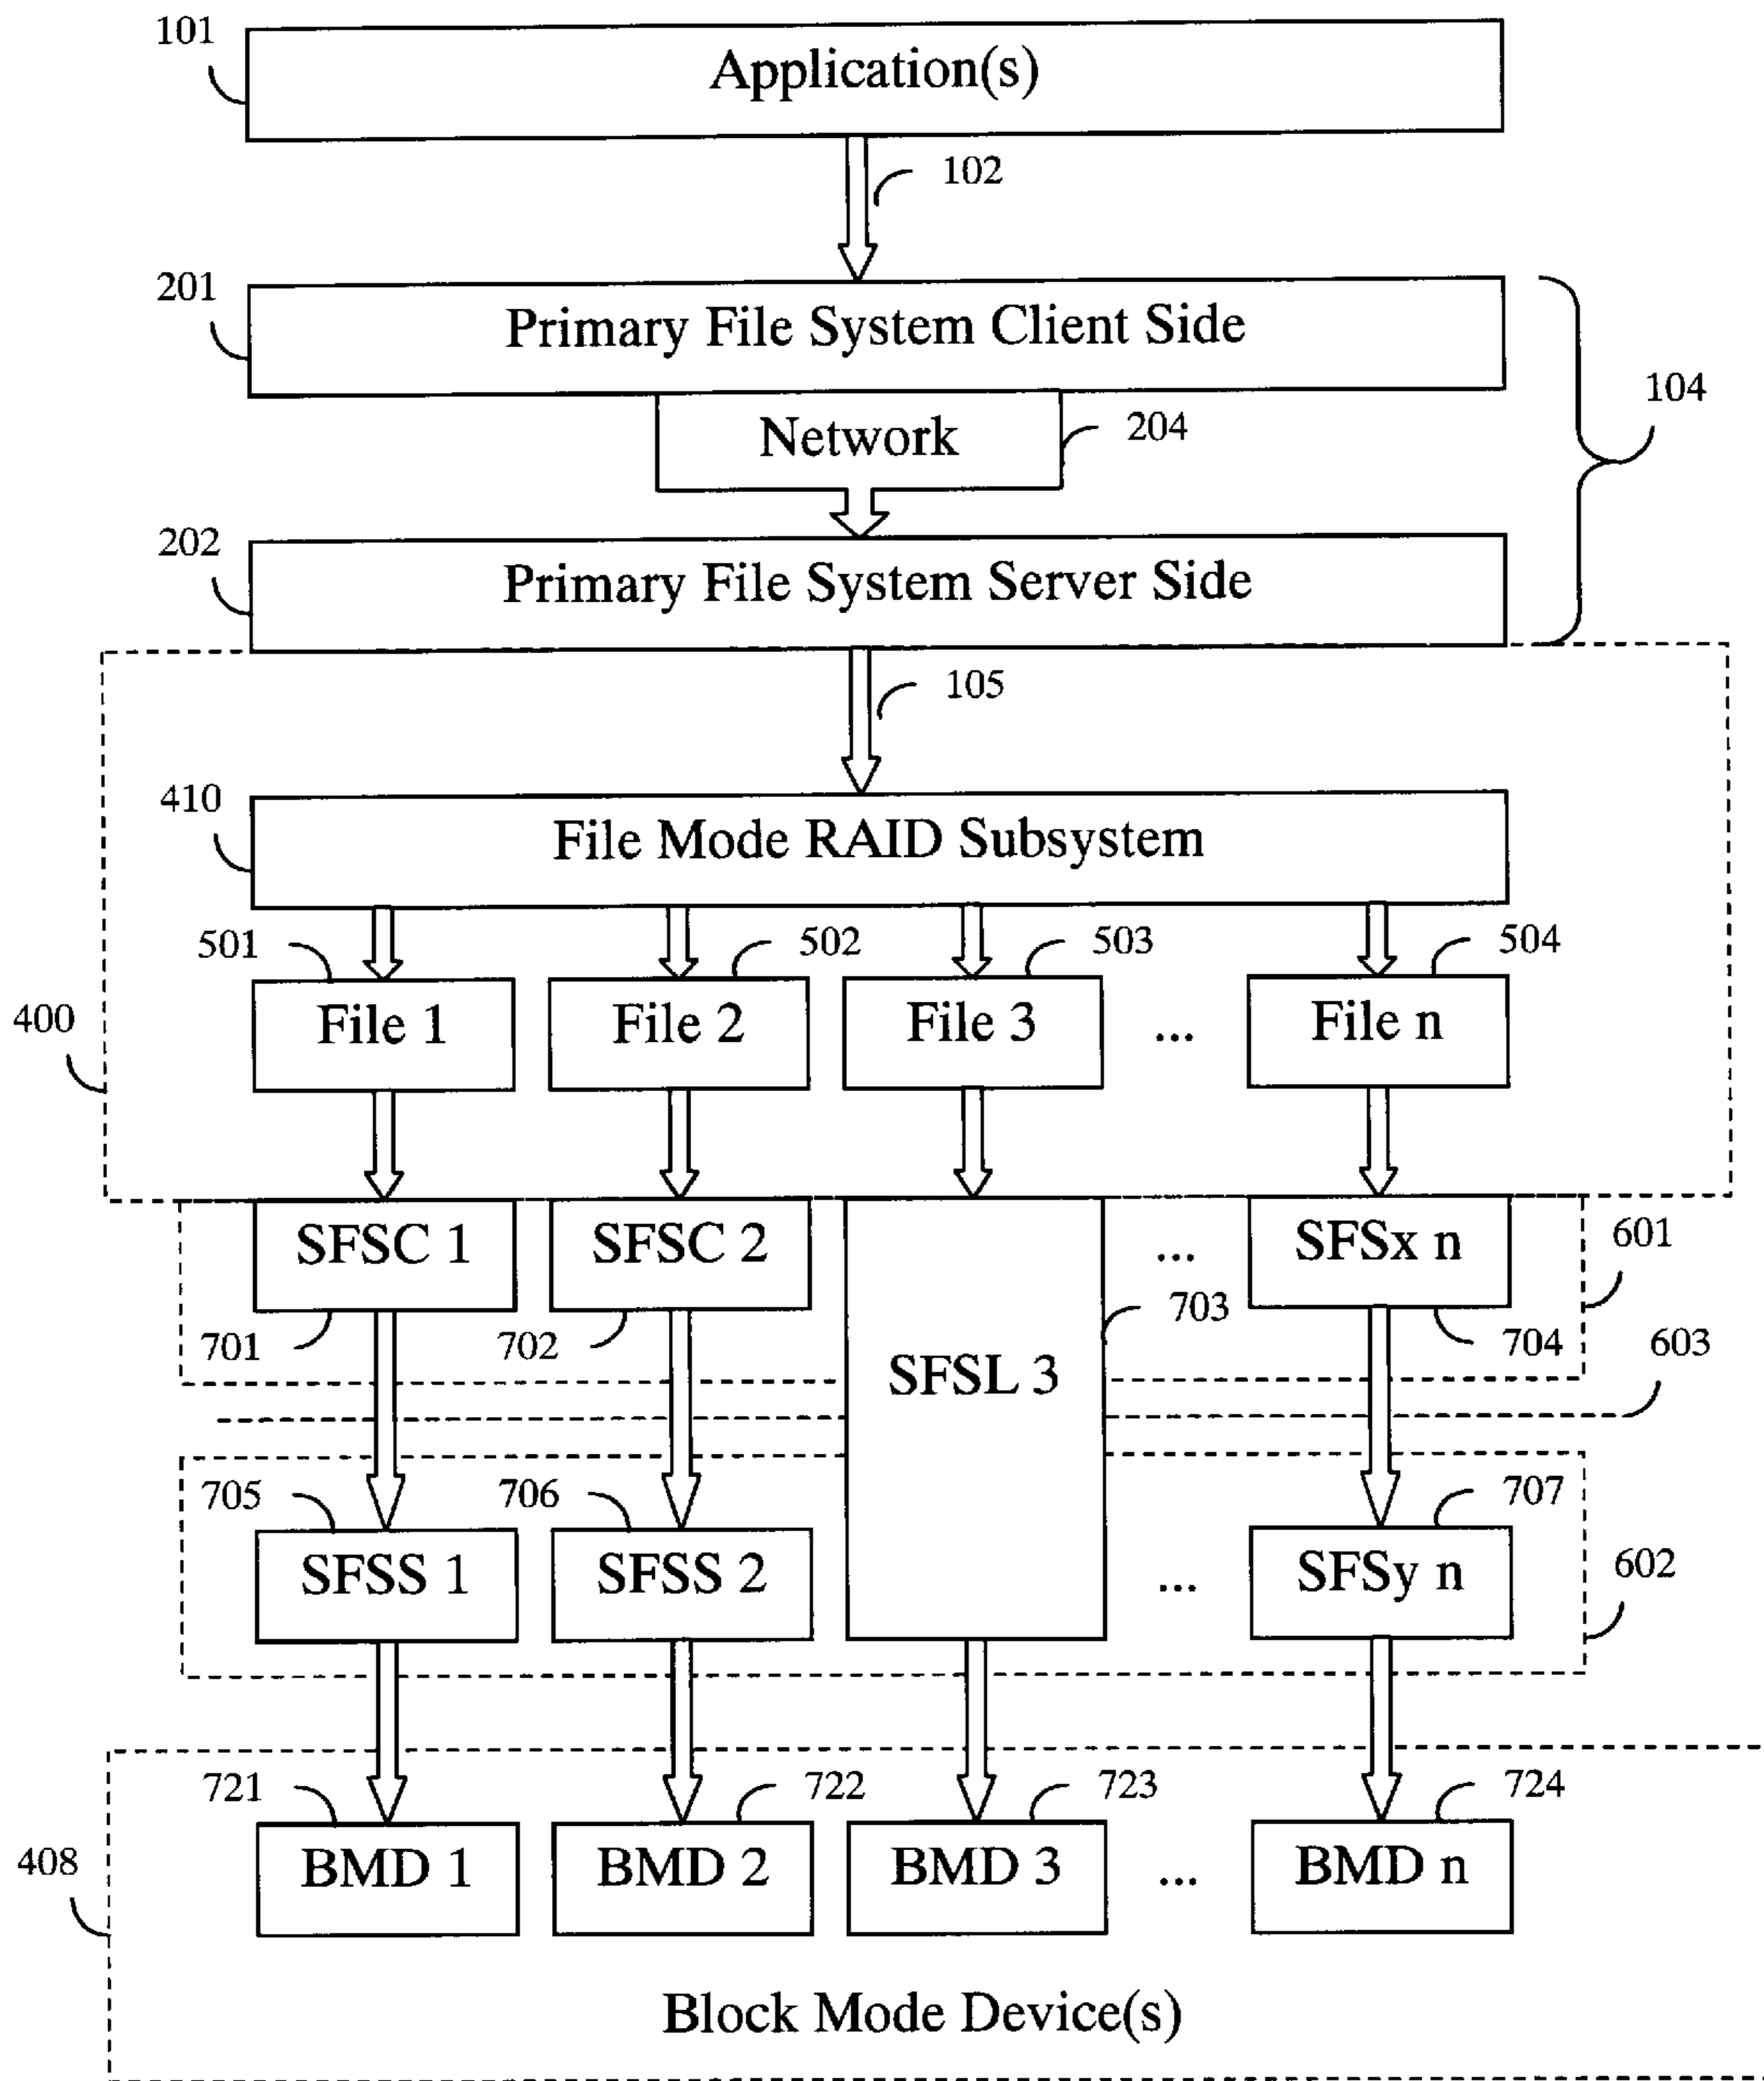 101
Application(s)
102
201
Primary File System Client Side
104
Network
204
202
Primary File System Server Side
105
410
File Mode RAID Subsystem
501
502
503
504
400
File 1
File 2
File 3
...
File n
SFSC 1
SFSC 2
...
SFSx n
601
701
702
703
704
603
SFSL 3
705
706
707
SFSS 1
SFSS 2
...
SFSy n
602
721
722
723
724
408
BMD 1
BMD 2
BMD 3
...
BMD n
Block Mode Device(s)